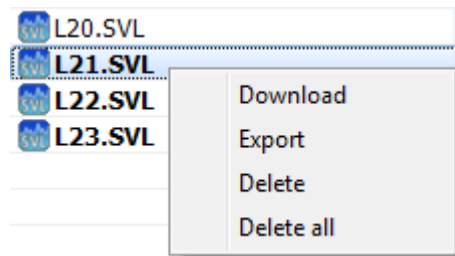 L20.SVL
L21.SVL
L22.SVL
L23.SVL
Download
Export
Delete
Delete all